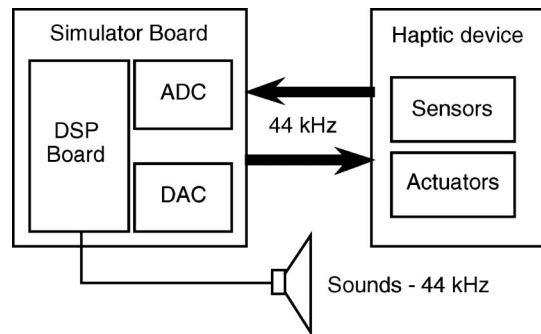 Simulator Board
DSP
Board
ADC
DAC
44 kHz
Haptic device
Sensors
Actuators
Sounds - 44 kHz